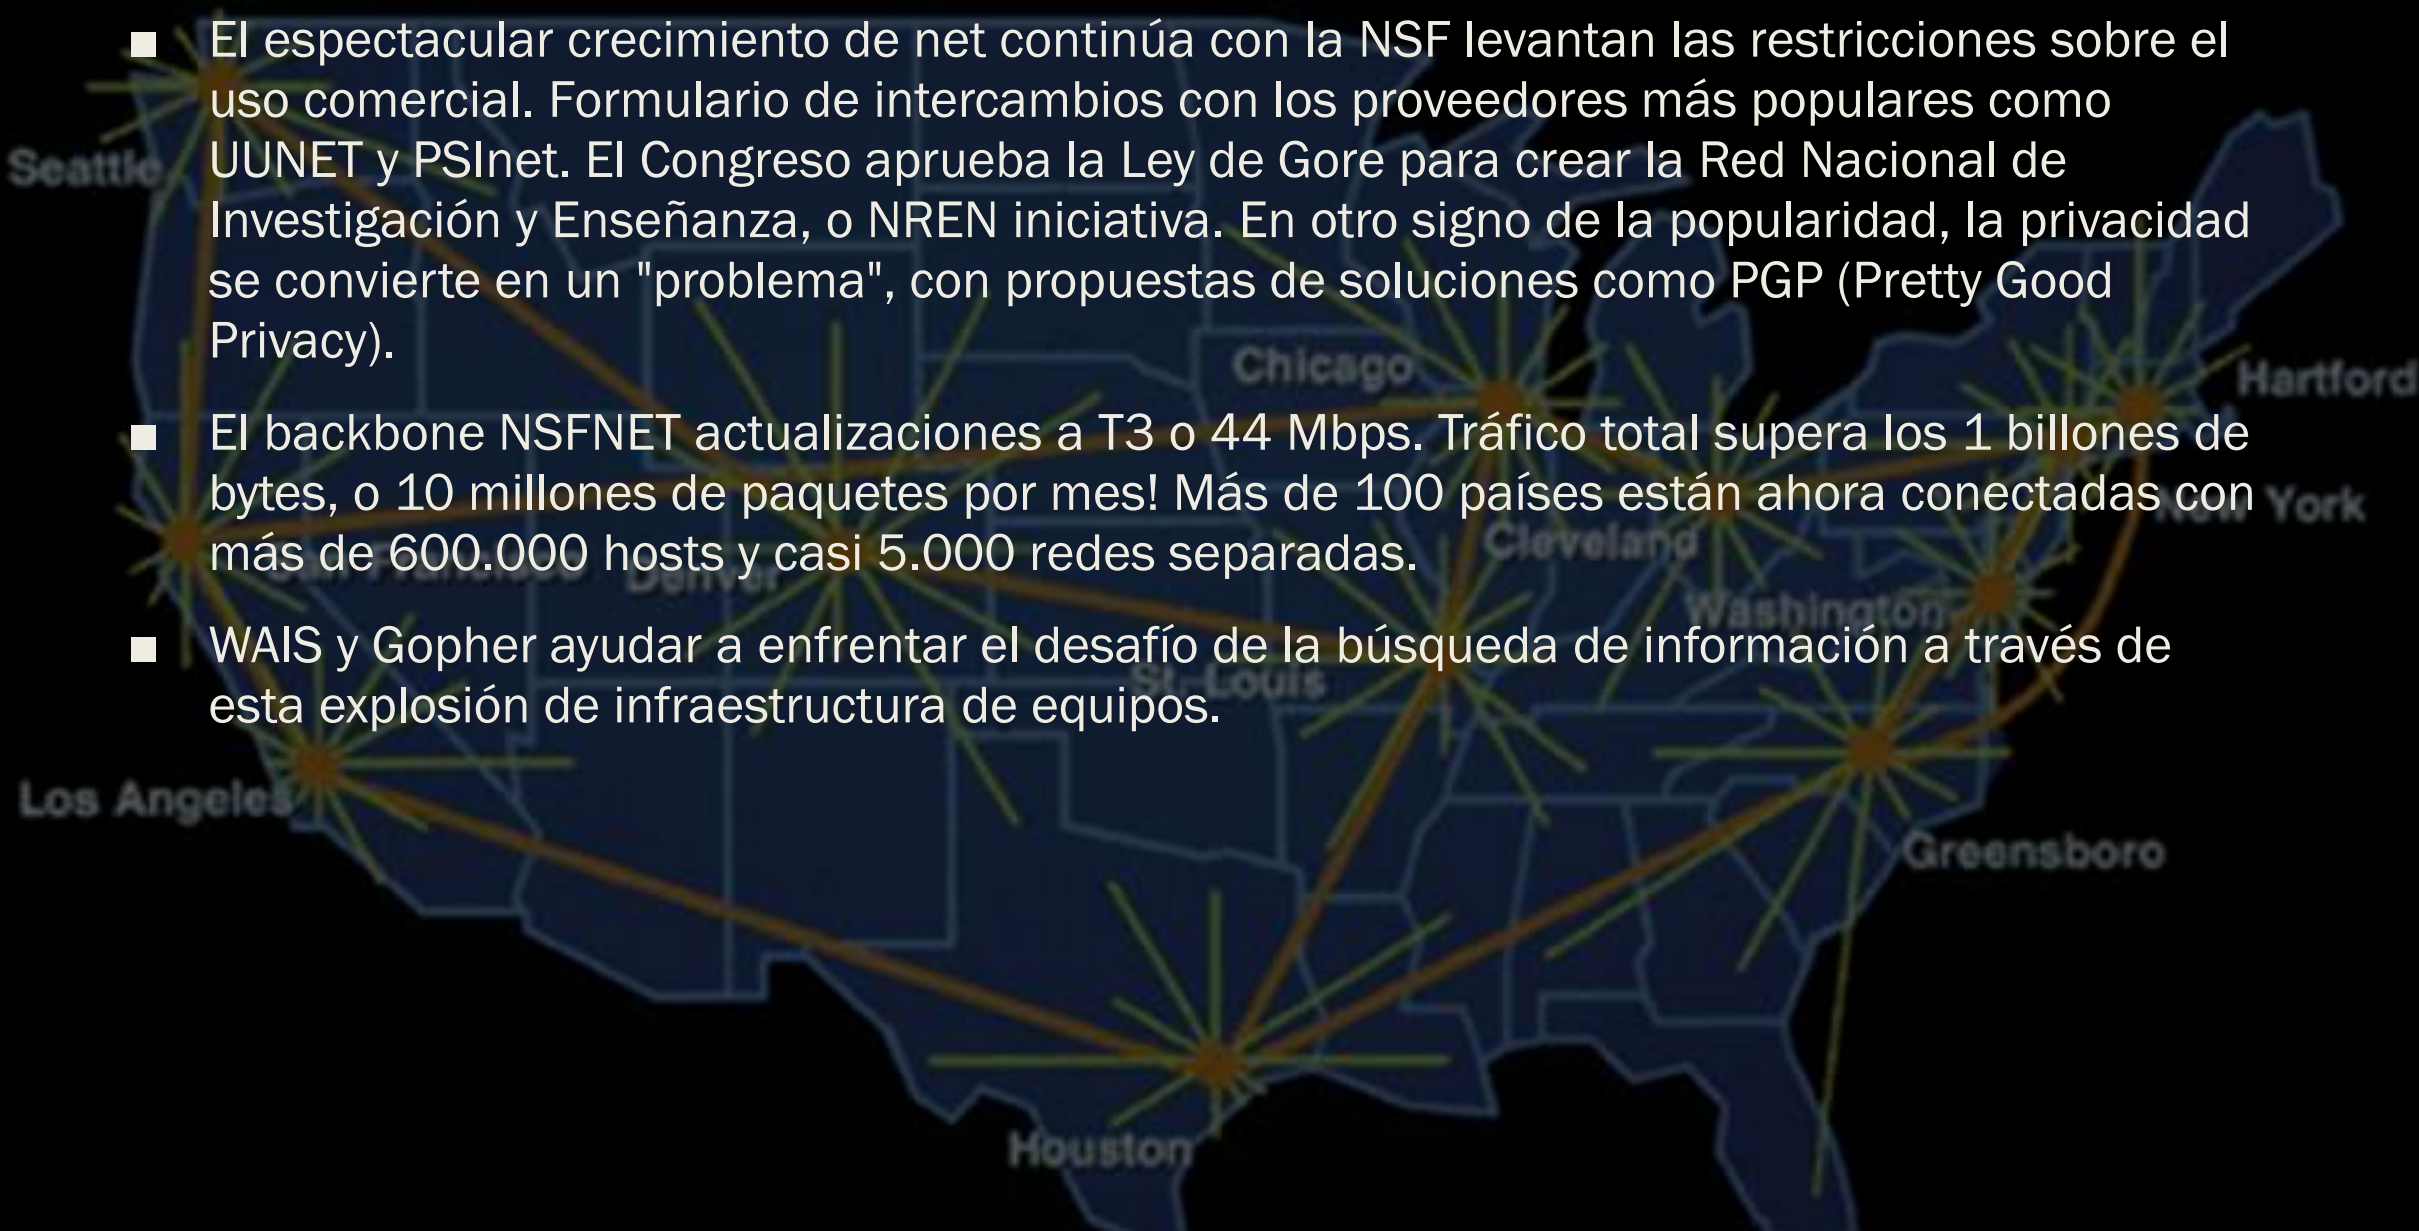 ■ El espectacular crecimiento de net continúa con la NSF levantan las restricciones sobre el
uso comercial. Formulario de intercambios con los proveedores más populares como
UUNET y PSInet. El Congreso aprueba la Ley de Gore para crear la Red Nacional de
Investigación y Enseñanza, o NREN iniciativa. En otro signo de la popularidad, la privacidad
se convierte en un "problema", con propuestas de soluciones como PGP (Pretty Good
Privacy).
■ El backbone NSFNET actualizaciones a T3 o 44 Mbps. Tráfico total supera los 1 billones de
bytes, o 10 millones de paquetes por mes! Más de 100 países están ahora conectadas con
más de 600.000 hosts y casi 5.000 redes separadas.
■ WAIS y Gopher ayudar a enfrentar el desafío de la búsqueda de información a través de
esta explosión de infraestructura de equipos.
Seattle
Chicago
Hartford
New York
Cleveland
San Francisco
Denver
Washington
St. Louis
Los Angeles
Greensboro
Houston